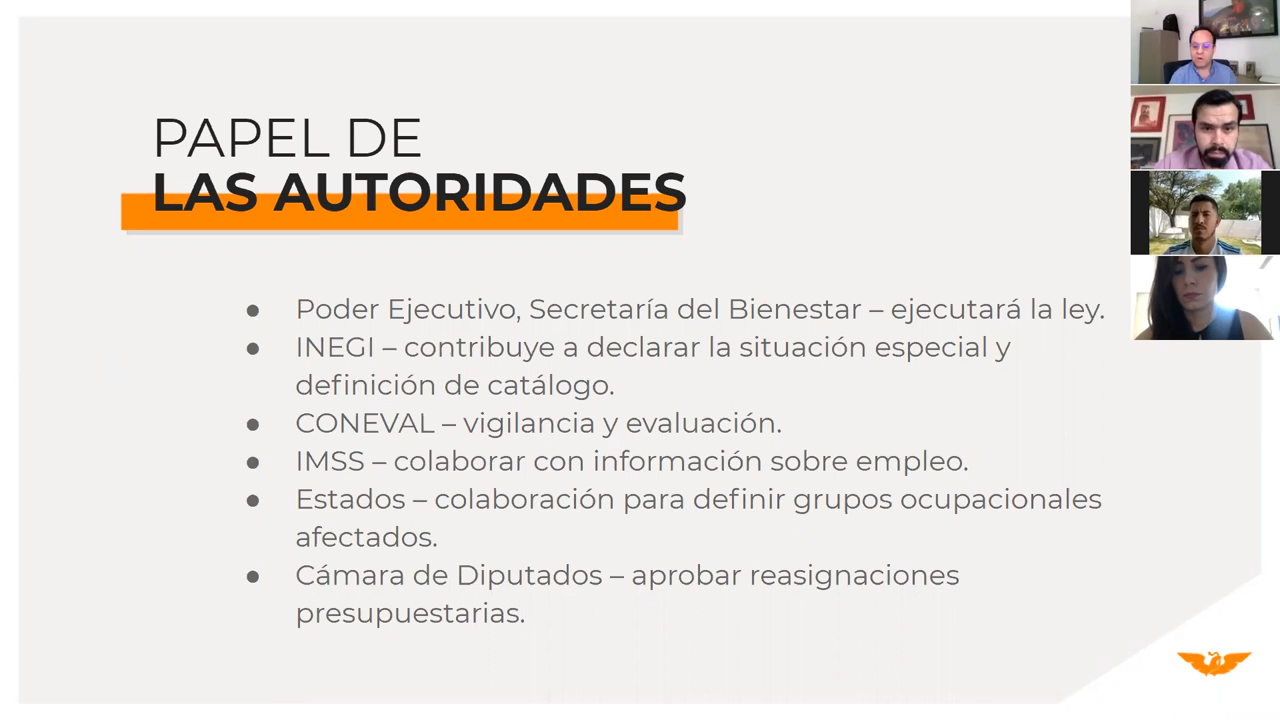 PAPEL DE
LAS AUTORIDADES
● Poder Ejecutivo, Secretaría del Bienestar – ejecutará la ley.
● INEGI – contribuye a declarar la situación especial y
definición de catálogo.
● CONEVAL – vigilancia y evaluación.
● IMSS – colaborar con información sobre empleo.
● Estados – colaboración para definir grupos ocupacionales
afectados.
● Cámara de Diputados – aprobar reasignaciones
presupuestarias.